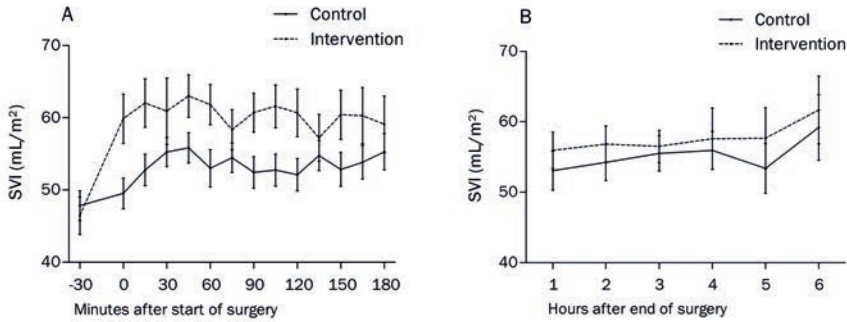 A
Control
Intervention
SVI (mL/m²)
70
60
50
40
-30 0 30 60 90 120 150 180
Minutes after start of surgery
B
Control
Intervention
SVI (mL/m²)
70
60
50
40
1 2 3 4 5 6
Hours after end of surgery